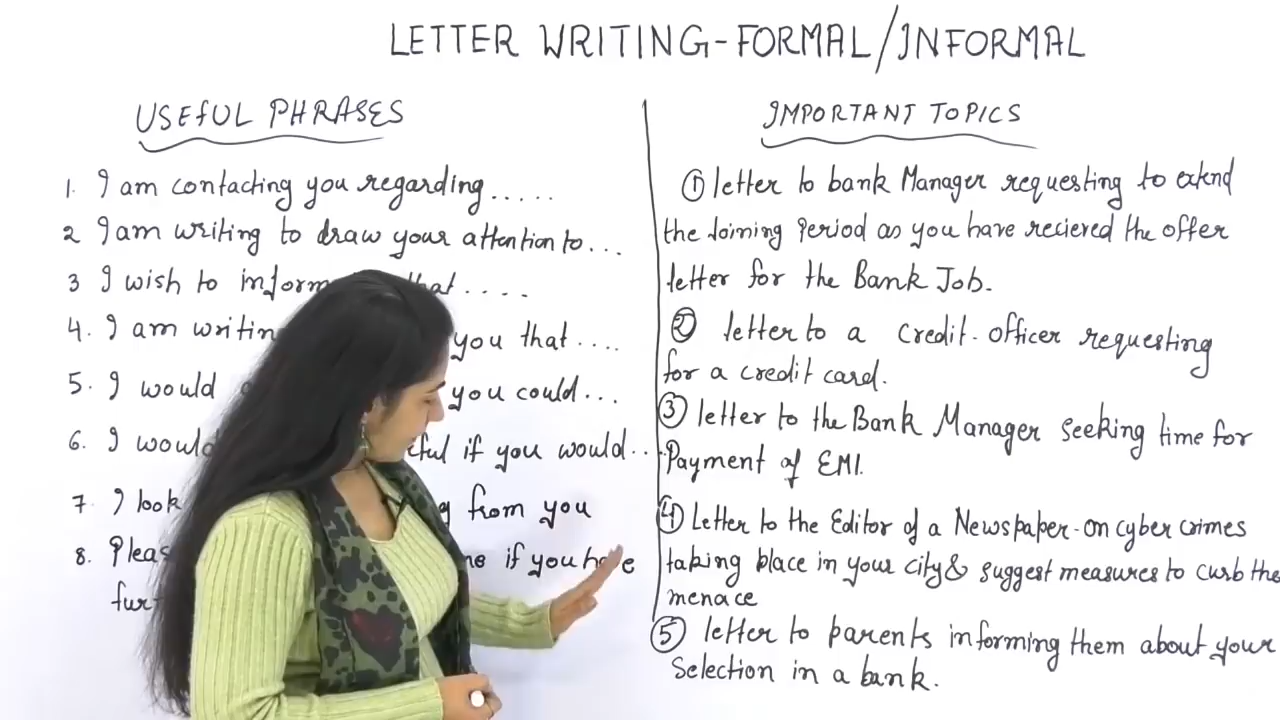 LETTER WRITING-FORMAL/INFORMAL
USEFUL PHRASES
1. I am contacting you regarding.....
2 I am writing to draw your attention to...
3 I wish to inform that....
4. I am writing you that....
5. I would you could...
6. I would if you would...
7. I look from you
8. Please if you have
IMPORTANT TOPICS
① letter to bank Manager requesting to extend
the Joining Period as you have recieved the offer
letter for the Bank Job.
② letter to a credit-officer requesting
for a credit card.
③ letter to the Bank Manager seeking time for
Payment of EMI.
④ Letter to the Editor of a Newspaper-on cyber crimes
taking place in your city & suggest measures to curb the
menace
⑤ letter to parents informing them about your
Selection in a bank.